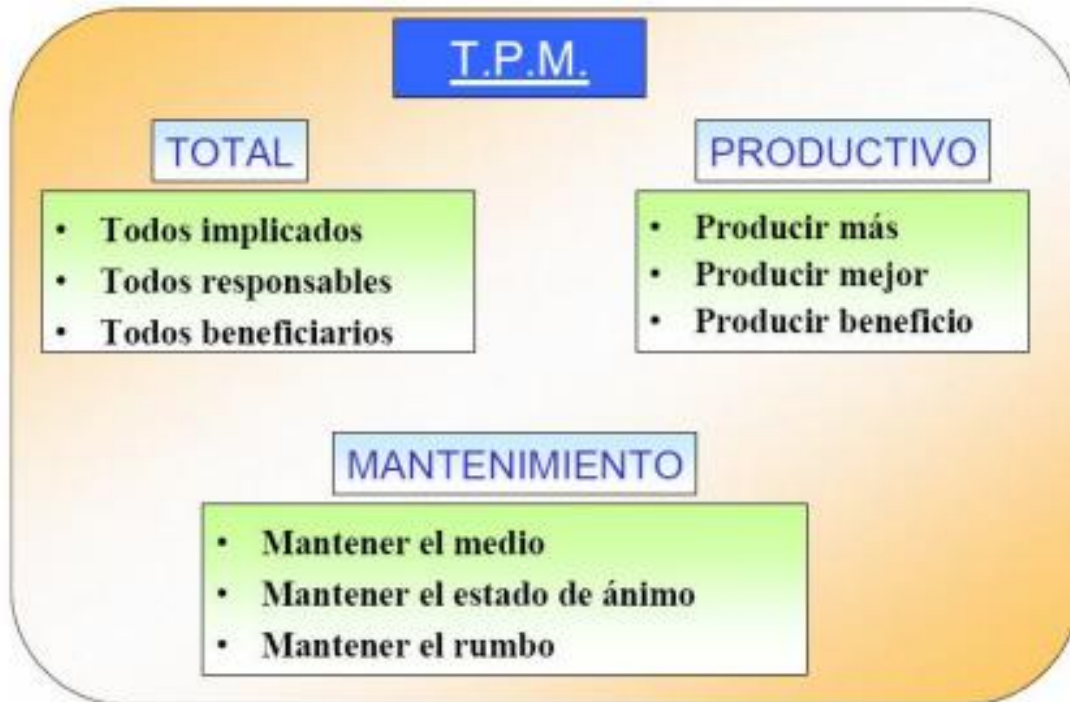 T.P.M.
TOTAL
• Todos implicados
• Todos responsables
• Todos beneficiarios
PRODUCTIVO
• Producir más
• Producir mejor
• Producir beneficio
MANTENIMIENTO
• Mantener el medio
• Mantener el estado de ánimo
• Mantener el rumbo